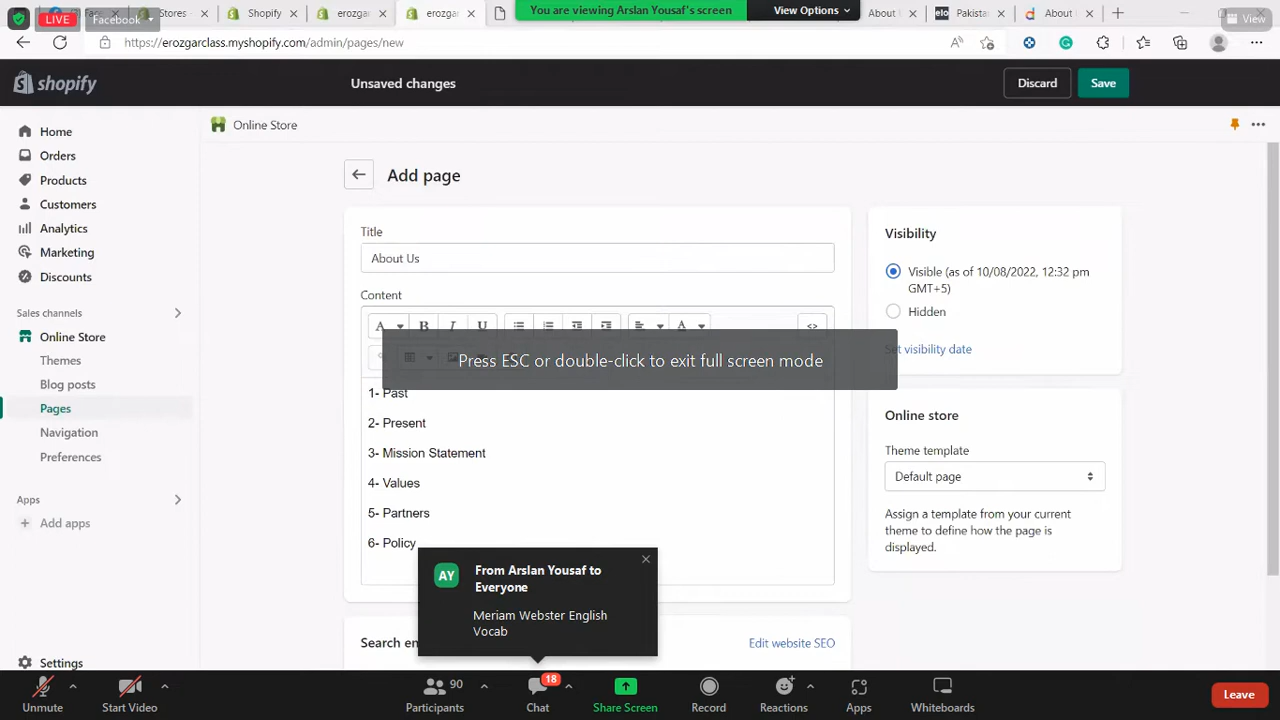 LIVE
Facebook
Stores
Shopify
erozgar
erozgar
You are viewing Arslan Yousaf's screen
View Options
About
Pakista
About
View
https://erozgarclass.myshopify.com/admin/pages/new
shopify
Unsaved changes
Discard
Save
Home
Orders
Products
Customers
Analytics
Marketing
Discounts
Sales channels
Online Store
Themes
Blog posts
Pages
Navigation
Preferences
Apps
Add apps
Settings
Online Store
Add page
Title
About Us
Content
Press ESC or double-click to exit full screen mode
1- Past
2- Present
3- Mission Statement
4- Values
5- Partners
6- Policy
Visibility
Visible (as of 10/08/2022, 12:32 pm
GMT+5)
Hidden
Set visibility date
Online store
Theme template
Default page
Assign a template from your current
theme to define how the page is
displayed.
AY
From Arslan Yousaf to
Everyone
Meriam Webster English
Vocab
Search en
Edit website SEO
Unmute
Start Video
90
Participants
18
Chat
Share Screen
Record
Reactions
Apps
Whiteboards
Leave